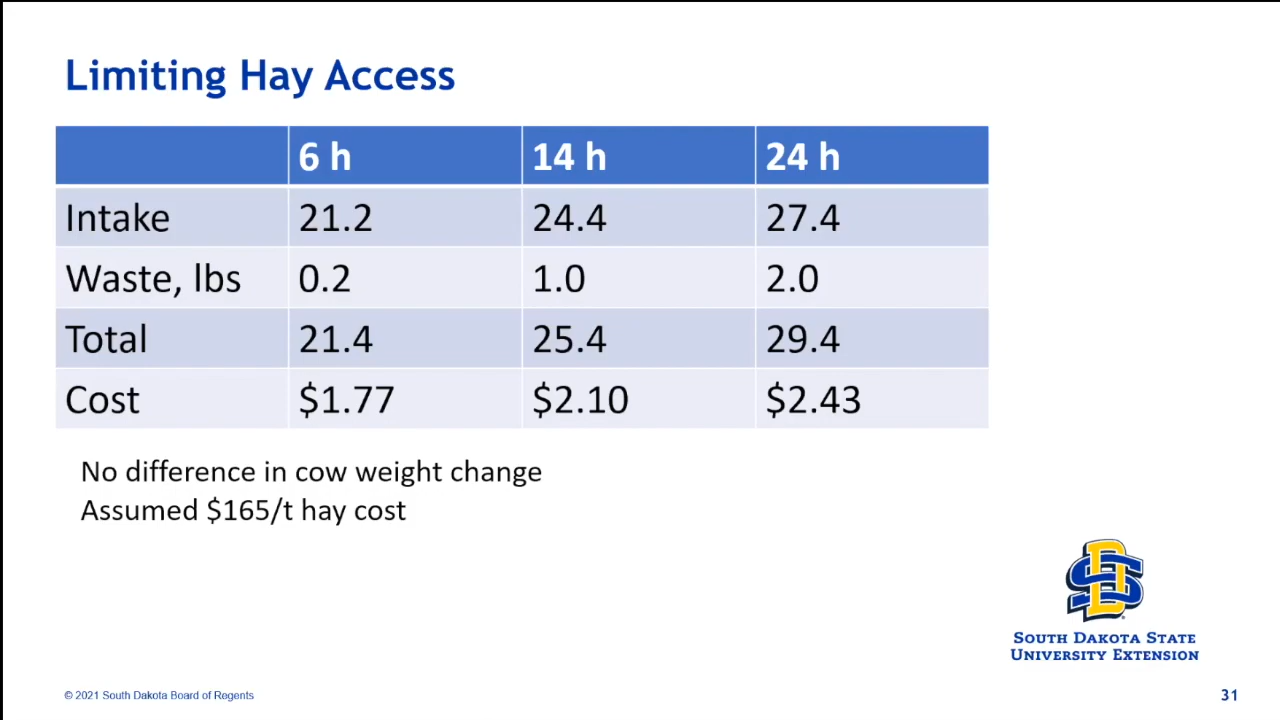 Limiting Hay Access
6 h 14 h 24 h
Intake 21.2 24.4 27.4
Waste, lbs 0.2 1.0 2.0
Total 21.4 25.4 29.4
Cost $1.77 $2.10 $2.43
No difference in cow weight change
Assumed $165/t hay cost
SD
South Dakota State
University Extension
© 2021 South Dakota Board of Regents
31